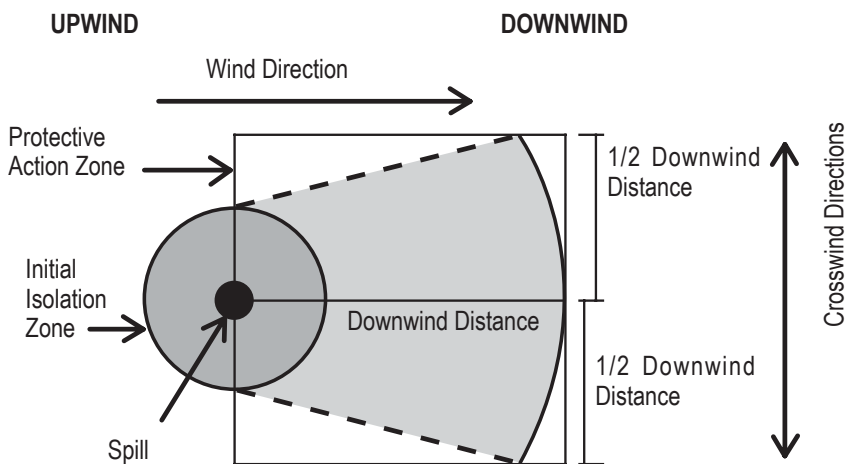 UPWIND
DOWNWIND
Wind Direction
Protective
Action Zone
1/2 Downwind
Distance
Crosswind Directions
Initial
Isolation
Zone
Downwind Distance
1/2 Downwind
Distance
Spill